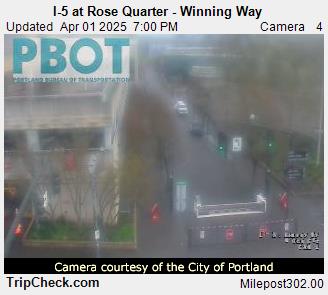 I-5 at Rose Quarter - Winning Way
Updated Apr 01 2025 7:00 PM Camera 4
PBOT
PORTLAND BUREAU OF TRANSPORTATION
Camera courtesy of the City of Portland
TripCheck.com Milepost302.00